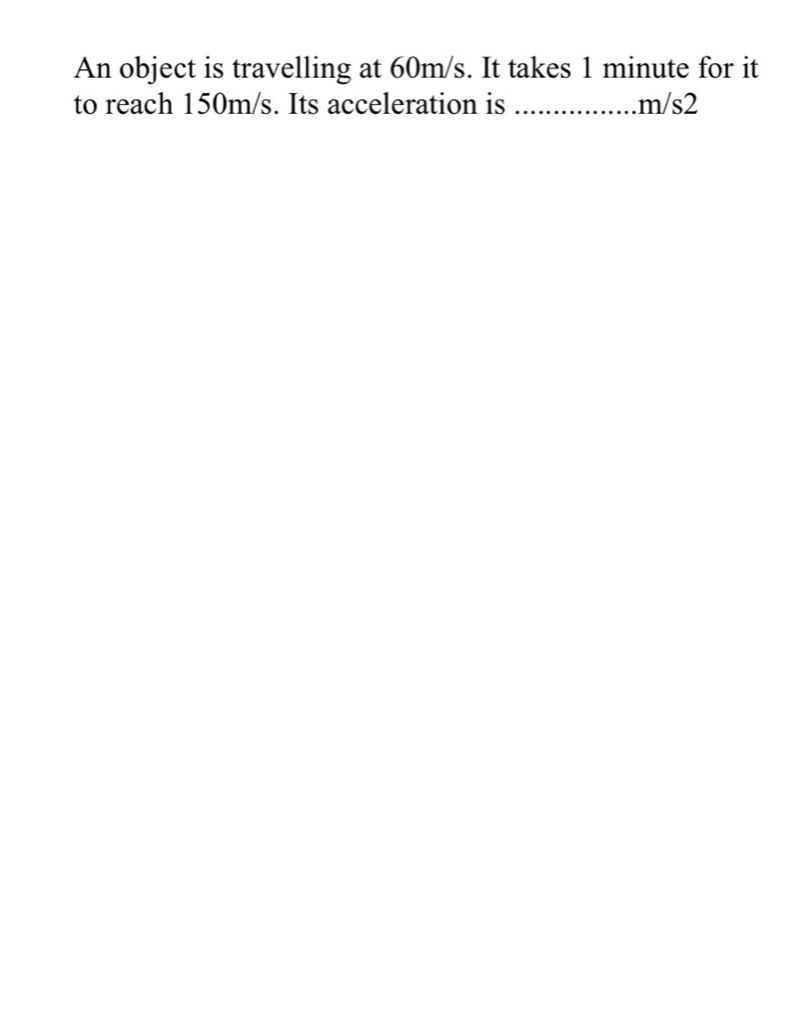 An object is travelling at 60m/s. It takes 1 minute for it
to reach 150m/s. Its acceleration is ................m/s2